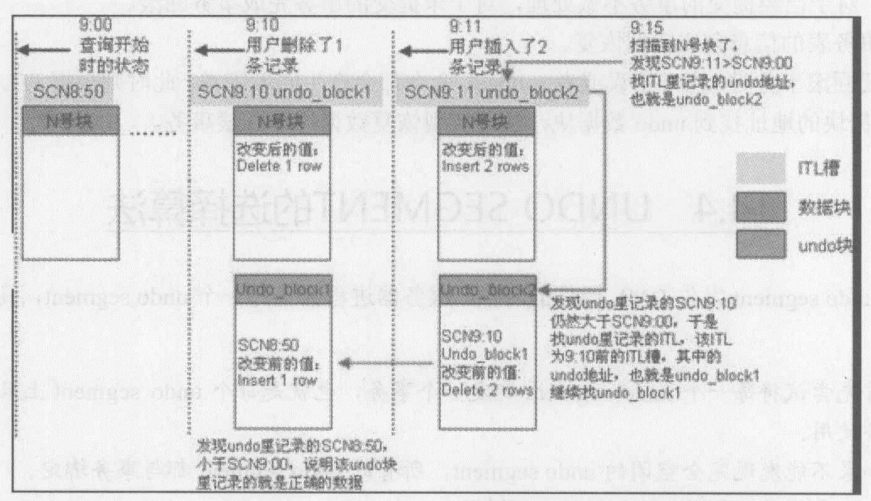 9:00
查询开始
时的状态
9:10
用户删除了1
条记录
9:11
用户插入了2
条记录
9:15
扫描到N号块了，
发现SCN9:11>SCN9:00
找ITL里记录的undo地址，
也就是undo_block2
SCN8:50
SCN9:10 undo_block1
SCN9:11 undo_block2
N号块
N号块
N号块
改变后的值：
Delete 1 row
改变后的值：
Insert 2 rows
ITL槽
数据块
undo块
4 UNDO SEGMENT的选择算法
Undo_block1
SCN8:50
改变前的值：
Insert 1 row
Undo_block2
SCN9:10
Undo_block1
改变前的值：
Delete 2 rows
发现undo里记录的SCN9:10
仍然大于SCN9:00，于是
找undo里记录的ITL，该ITL
为9:10前的ITL槽，其中的
undo地址，也就是undo_block1
继续找undo_block1
发现undo里记录的SCN8:50，
小于SCN9:00，说明该undo块
里记录的就是正确的数据